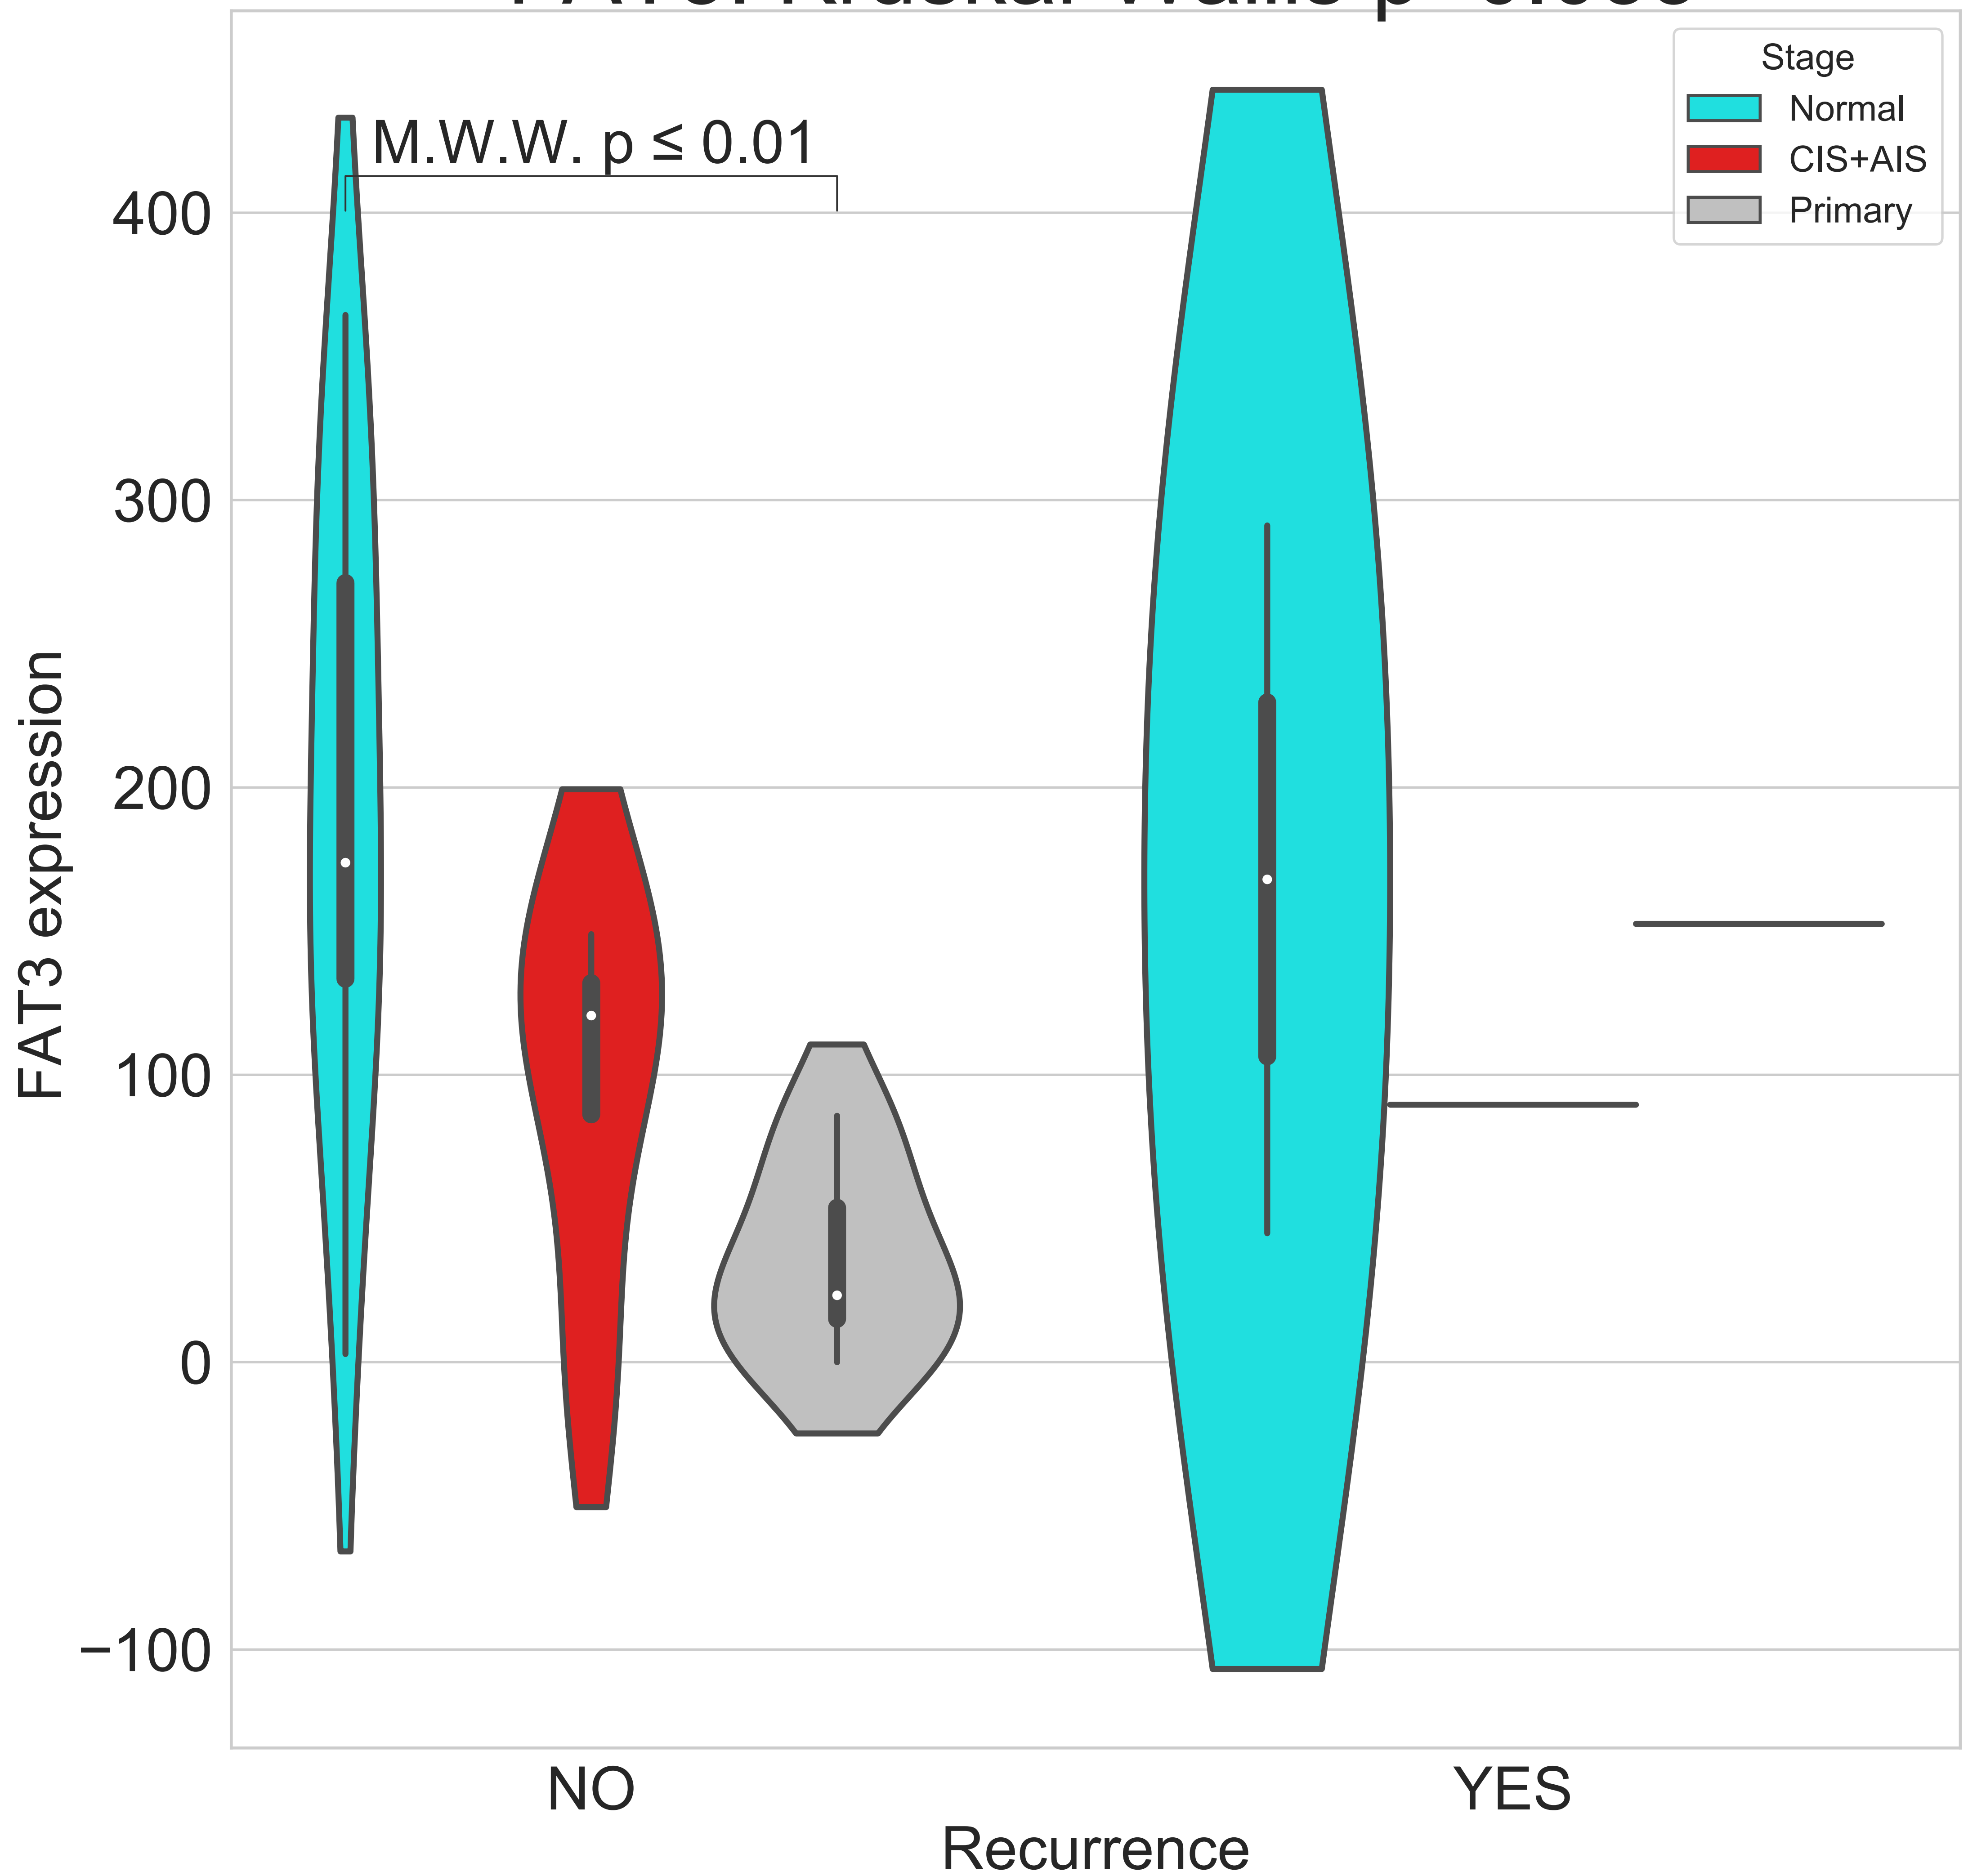 Stage
Normal
CIS+AIS
Primary
M.W.W. p ≤ 0.01
400
300
200
100
0
−100
FAT3 expression
NO
YES
Recurrence